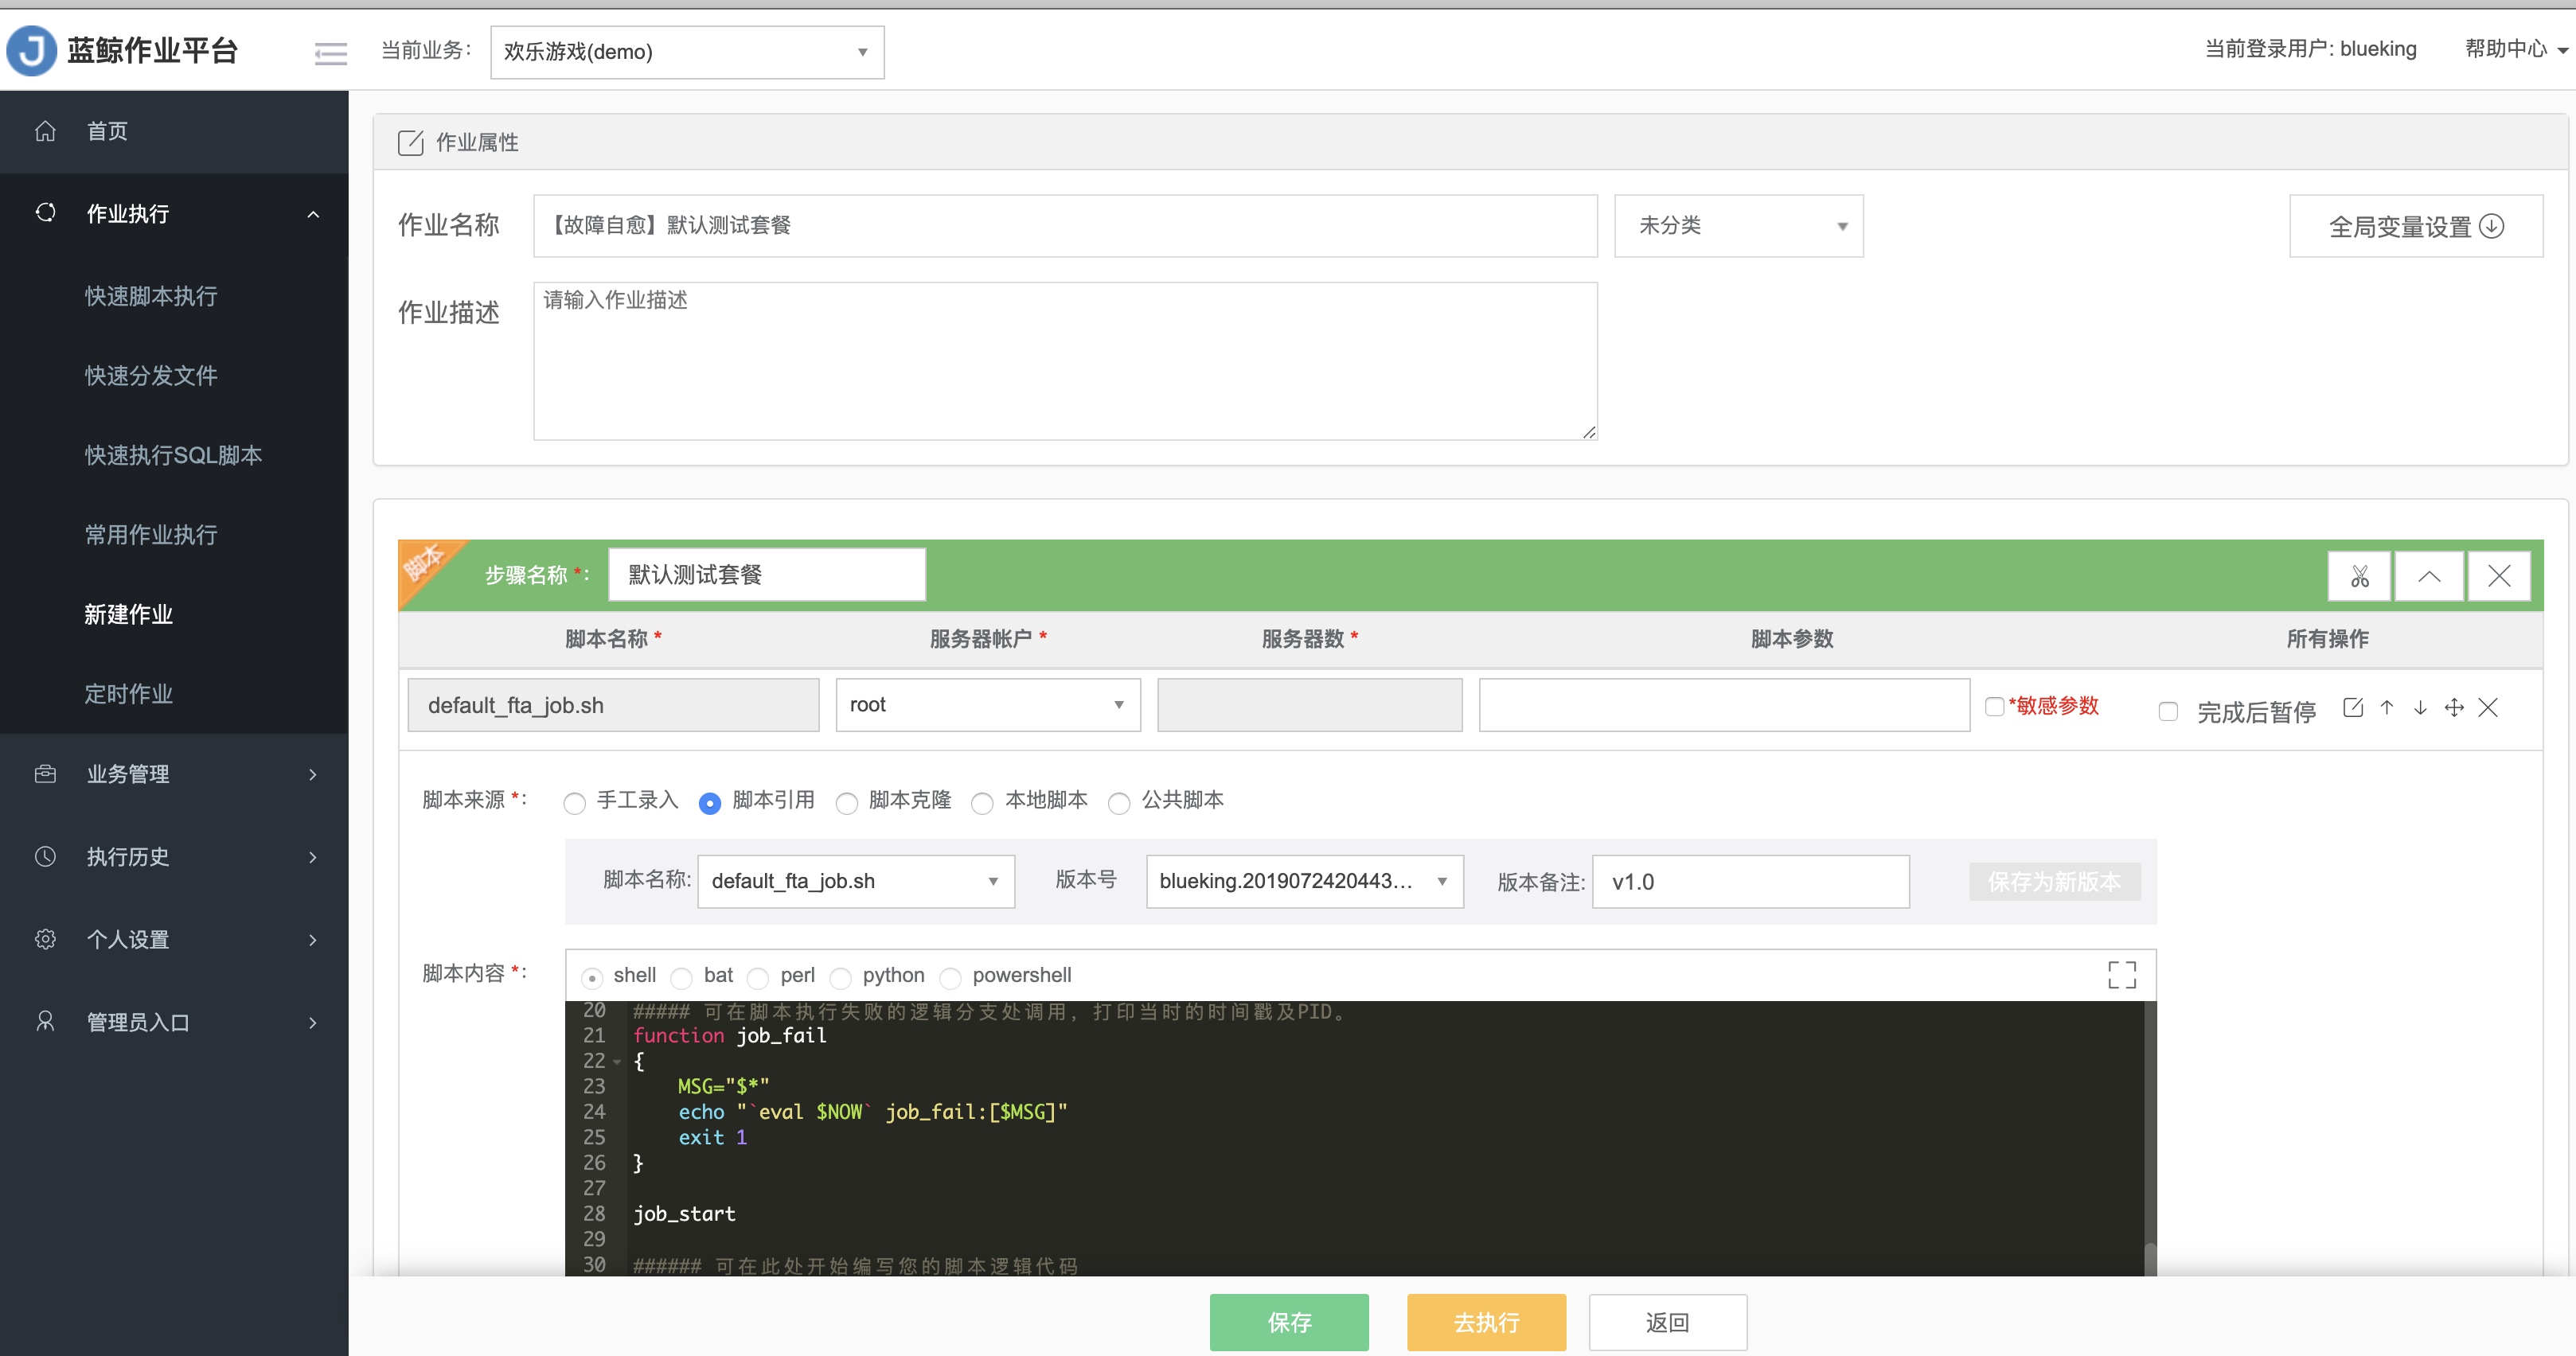 蓝鲸作业平台
当前业务:
欢乐游戏(demo)
当前登录用户: blueking
帮助中心
首页
作业执行
快速脚本执行
快速分发文件
快速执行SQL脚本
常用作业执行
新建作业
定时作业
业务管理
执行历史
个人设置
管理员入口
作业属性
作业名称
【故障自愈】默认测试套餐
未分类
全局变量设置
作业描述
请输入作业描述
脚本
步骤名称*:
默认测试套餐
脚本名称* 服务器帐户* 服务器数* 脚本参数 所有操作
default_fta_job.sh root *敏感参数 完成后暂停
脚本来源*: 手工录入 脚本引用 脚本克隆 本地脚本 公共脚本
脚本名称: default_fta_job.sh 版本号 blueking.2019072420443... 版本备注: v1.0 保存为新版本
脚本内容*: shell bat perl python powershell
20 ##### 可在脚本执行失败的逻辑分支处调用，打印当时的时间戳及PID。
21 function job_fail
22 {
23 MSG="$*"
24 echo "`eval $NOW` job_fail:[$MSG]"
25 exit 1
26 }
27
28 job_start
29
30 ###### 可在此处开始编写您的脚本逻辑代码
保存 去执行 返回